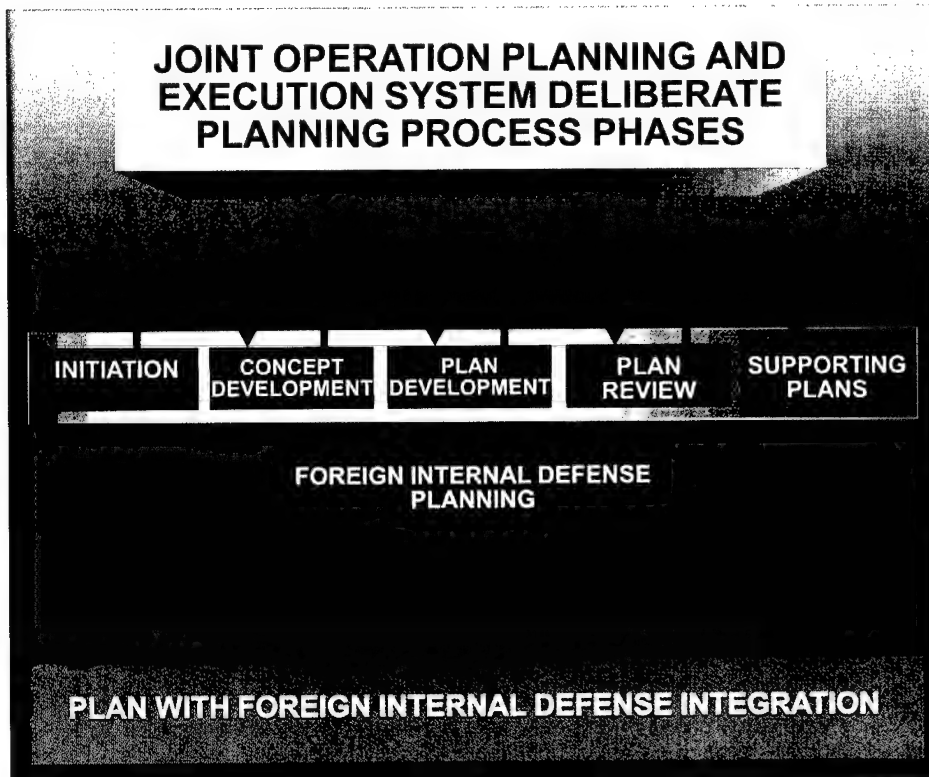 JOINT OPERATION PLANNING AND
EXECUTION SYSTEM DELIBERATE
PLANNING PROCESS PHASES
INITIATION
CONCEPT
DEVELOPMENT
PLAN
DEVELOPMENT
PLAN
REVIEW
SUPPORTING
PLANS
FOREIGN INTERNAL DEFENSE
PLANNING
PLAN WITH FOREIGN INTERNAL DEFENSE INTEGRATION